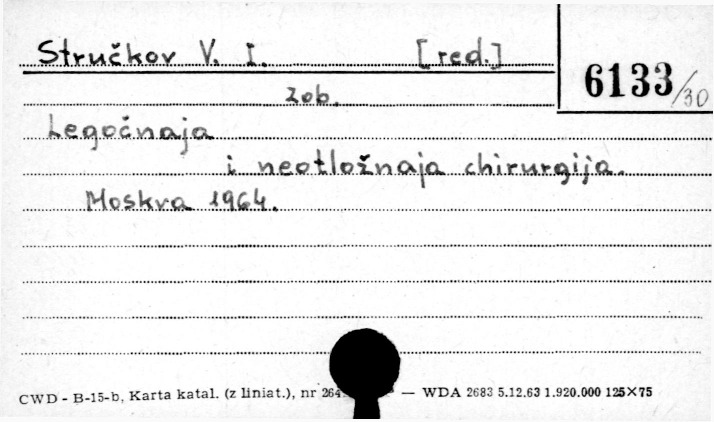 Stručkov V. I. [red.]
6133/30
zob.
Legočnaja
i neotložnaja chirurgija.
Moskva 1964.
CWD - B-15-b, Karta katal. (z liniat.), nr 264 — WDA 2683 5.12.63 1.920.000 125×75